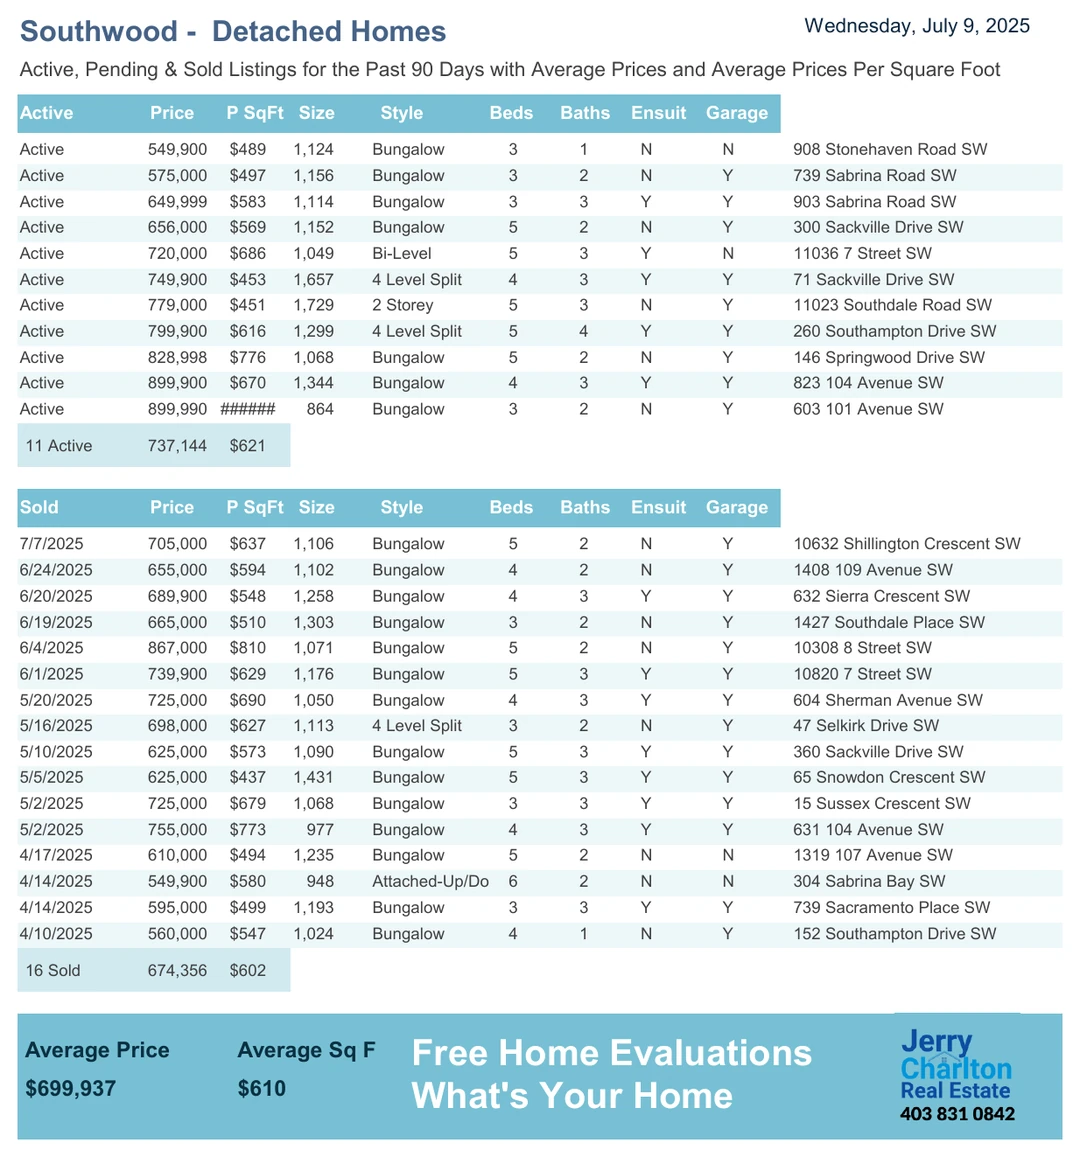 Southwood -  Detached Homes
Wednesday, July 9, 2025
Active, Pending & Sold Listings for the Past 90 Days with Average Prices and Average Prices Per Square Foot
Active Price P SqFt Size Style Beds Baths Ensuit Garage
Active 549,900 $489 1,124 Bungalow 3 1 N N 908 Stonehaven Road SW
Active 575,000 $497 1,156 Bungalow 3 2 N Y 739 Sabrina Road SW
Active 649,999 $583 1,114 Bungalow 3 3 Y Y 903 Sabrina Road SW
Active 656,000 $569 1,152 Bungalow 5 2 N Y 300 Sackville Drive SW
Active 720,000 $686 1,049 Bi-Level 5 3 Y N 11036 7 Street SW
Active 749,900 $453 1,657 4 Level Split 4 3 Y Y 71 Sackville Drive SW
Active 779,000 $451 1,729 2 Storey 5 3 N Y 11023 Southdale Road SW
Active 799,900 $616 1,299 4 Level Split 5 4 Y Y 260 Southampton Drive SW
Active 828,998 $776 1,068 Bungalow 5 2 N Y 146 Springwood Drive SW
Active 899,900 $670 1,344 Bungalow 4 3 Y Y 823 104 Avenue SW
Active 899,990 ###### 864 Bungalow 3 2 N Y 603 101 Avenue SW
11 Active 737,144 $621
Sold Price P SqFt Size Style Beds Baths Ensuit Garage
7/7/2025 705,000 $637 1,106 Bungalow 5 2 N Y 10632 Shillington Crescent SW
6/24/2025 655,000 $594 1,102 Bungalow 4 2 N Y 1408 109 Avenue SW
6/20/2025 689,900 $548 1,258 Bungalow 4 3 Y Y 632 Sierra Crescent SW
6/19/2025 665,000 $510 1,303 Bungalow 3 2 N Y 1427 Southdale Place SW
6/4/2025 867,000 $810 1,071 Bungalow 5 2 N Y 10308 8 Street SW
6/1/2025 739,900 $629 1,176 Bungalow 5 3 Y Y 10820 7 Street SW
5/20/2025 725,000 $690 1,050 Bungalow 4 3 Y Y 604 Sherman Avenue SW
5/16/2025 698,000 $627 1,113 4 Level Split 3 2 N Y 47 Selkirk Drive SW
5/10/2025 625,000 $573 1,090 Bungalow 5 3 Y Y 360 Sackville Drive SW
5/5/2025 625,000 $437 1,431 Bungalow 5 3 Y Y 65 Snowdon Crescent SW
5/2/2025 725,000 $679 1,068 Bungalow 3 3 Y Y 15 Sussex Crescent SW
5/2/2025 755,000 $773 977 Bungalow 4 3 Y Y 631 104 Avenue SW
4/17/2025 610,000 $494 1,235 Bungalow 5 2 N N 1319 107 Avenue SW
4/14/2025 549,900 $580 948 Attached-Up/Do 6 2 N N 304 Sabrina Bay SW
4/14/2025 595,000 $499 1,193 Bungalow 3 3 Y Y 739 Sacramento Place SW
4/10/2025 560,000 $547 1,024 Bungalow 4 1 N Y 152 Southampton Drive SW
16 Sold 674,356 $602
Average Price Average Sq F
$699,937 $610
Free Home Evaluations
What's Your Home
Jerry
Charlton
Real Estate
403 831 0842